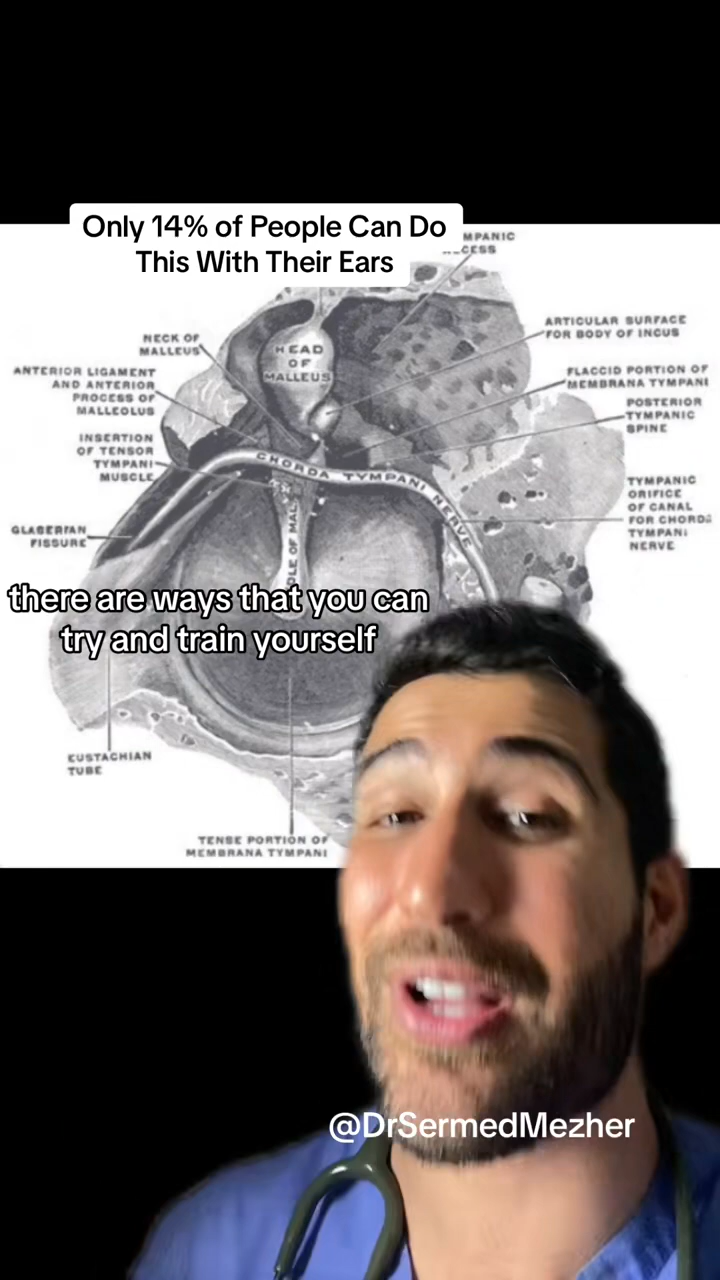 Only 14% of People Can Do
This With Their Ears
MPANIC
CESS
NECK OF
MALLEUS
HEAD
OF
MALLEUS
ARTICULAR SURFACE
FOR BODY OF INCUS
ANTERIOR LIGAMENT
AND ANTERIOR
PROCESS OF
MALLEOLUS
FLACCID PORTION OF
MEMBRANA TYMPANI
POSTERIOR
TYMPANIC
SPINE
INSERTION
OF TENSOR
TYMPANI
MUSCLE
CHORDA TYMPANI NERVE
TYMPANIC
ORIFICE
OF CANAL
FOR CHORDA
TYMPANI
NERVE
GLASERIAN
FISSURE
DLE OF MAL
there are ways that you can
try and train yourself
EUSTACHIAN
TUBE
TENSE PORTION OF
MEMBRANA TYMPANI
@DrSermedMezher